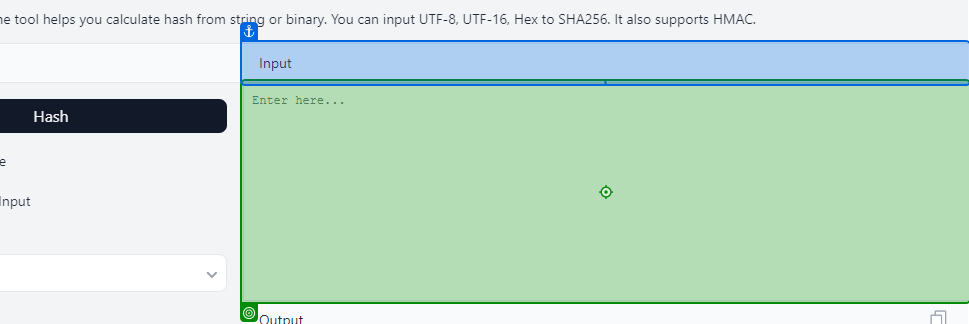 tool helps you calculate hash from string or binary. You can input UTF-8, UTF-16, Hex to SHA256. It also supports HMAC.
Input
Enter here...
Hash
Input
Output